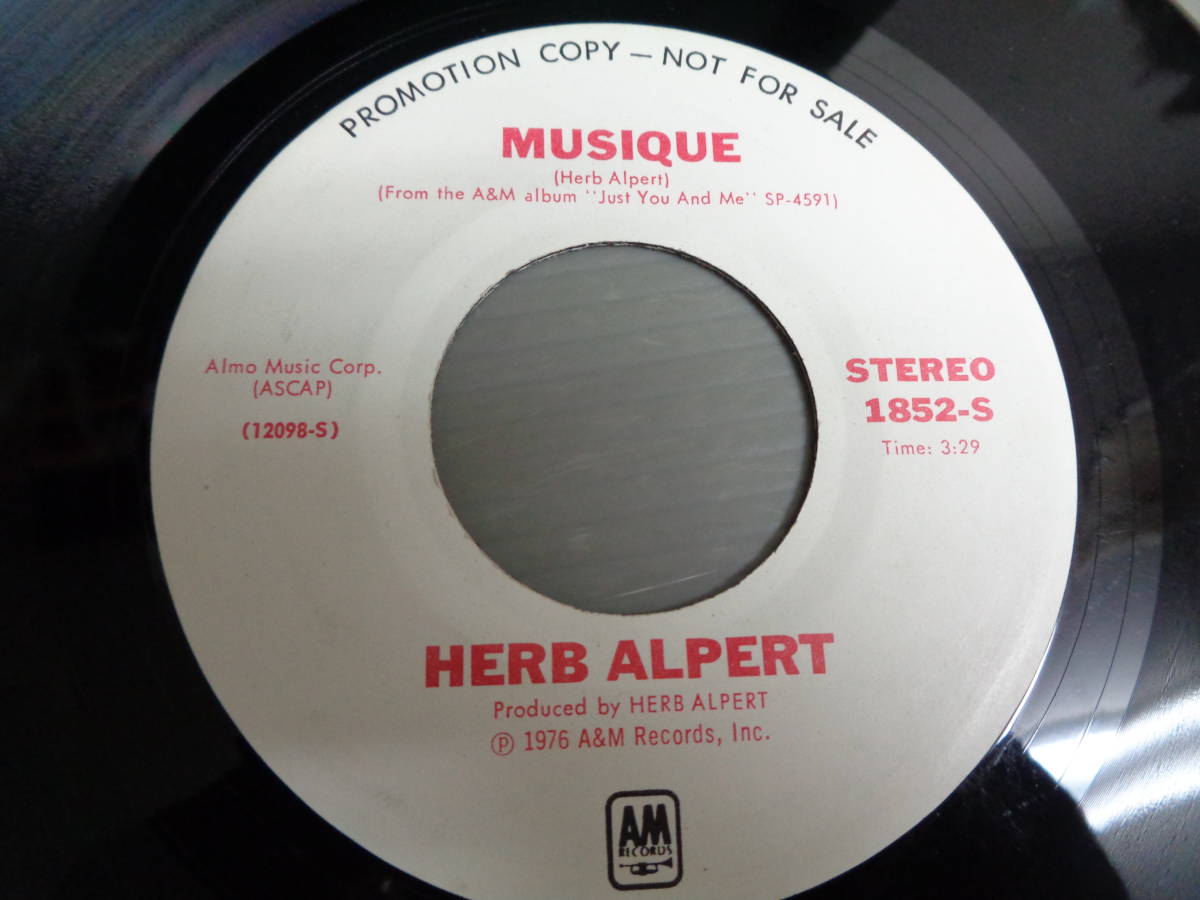 PROMOTION COPY — NOT FOR SALE
MUSIQUE
(Herb Alpert)
(From the A&M album "Just You And Me" SP-4591)
Almo Music Corp.
(ASCAP)
(12098-S)
STEREO
1852-S
Time: 3:29
HERB ALPERT
Produced by HERB ALPERT
℗ 1976 A&M Records, Inc.
AM
RECORDS